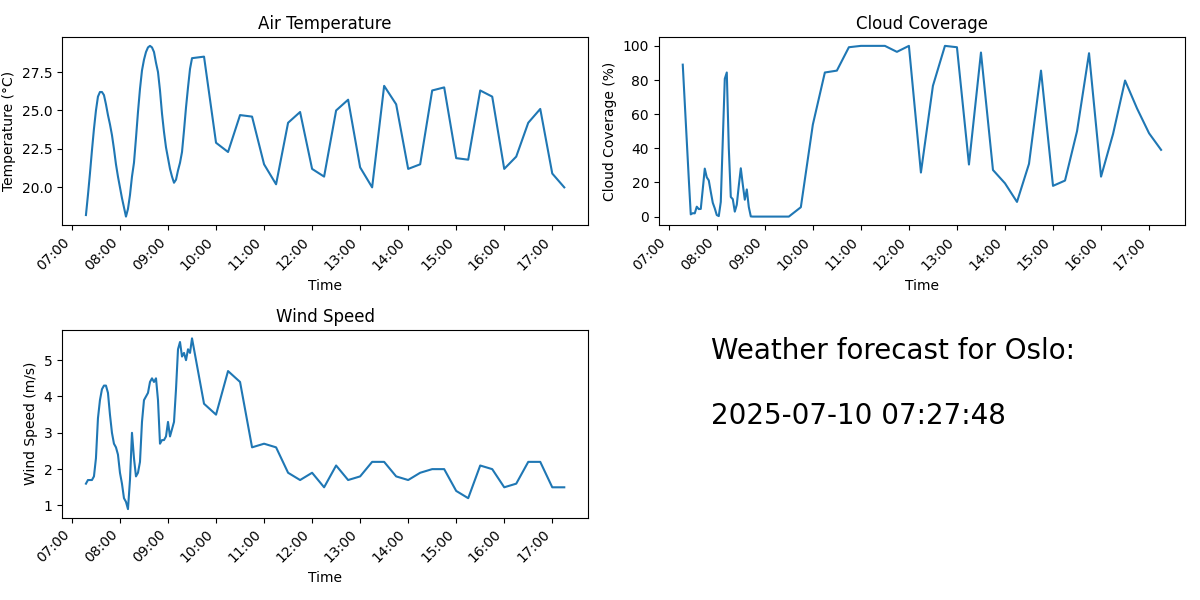 Air Temperature
Temperature (°C)
27.5
25.0
22.5
20.0
07:00 08:00 09:00 10:00 11:00 12:00 13:00 14:00 15:00 16:00 17:00
Time
Cloud Coverage
Cloud Coverage (%)
100
80
60
40
20
0
07:00 08:00 09:00 10:00 11:00 12:00 13:00 14:00 15:00 16:00 17:00
Time
Wind Speed
Wind Speed (m/s)
5
4
3
2
1
07:00 08:00 09:00 10:00 11:00 12:00 13:00 14:00 15:00 16:00 17:00
Time
Weather forecast for Oslo:
2025-07-10 07:27:48